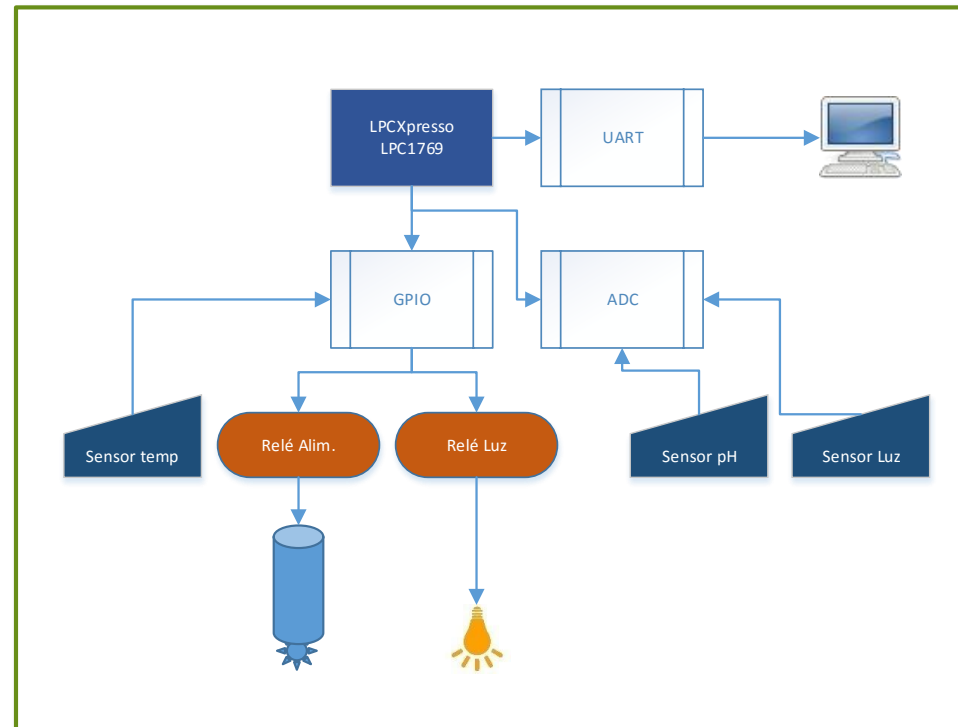 LPCXpresso
LPC1769
UART
GPIO
ADC
Sensor temp
Relé Alim.
Relé Luz
Sensor pH
Sensor Luz